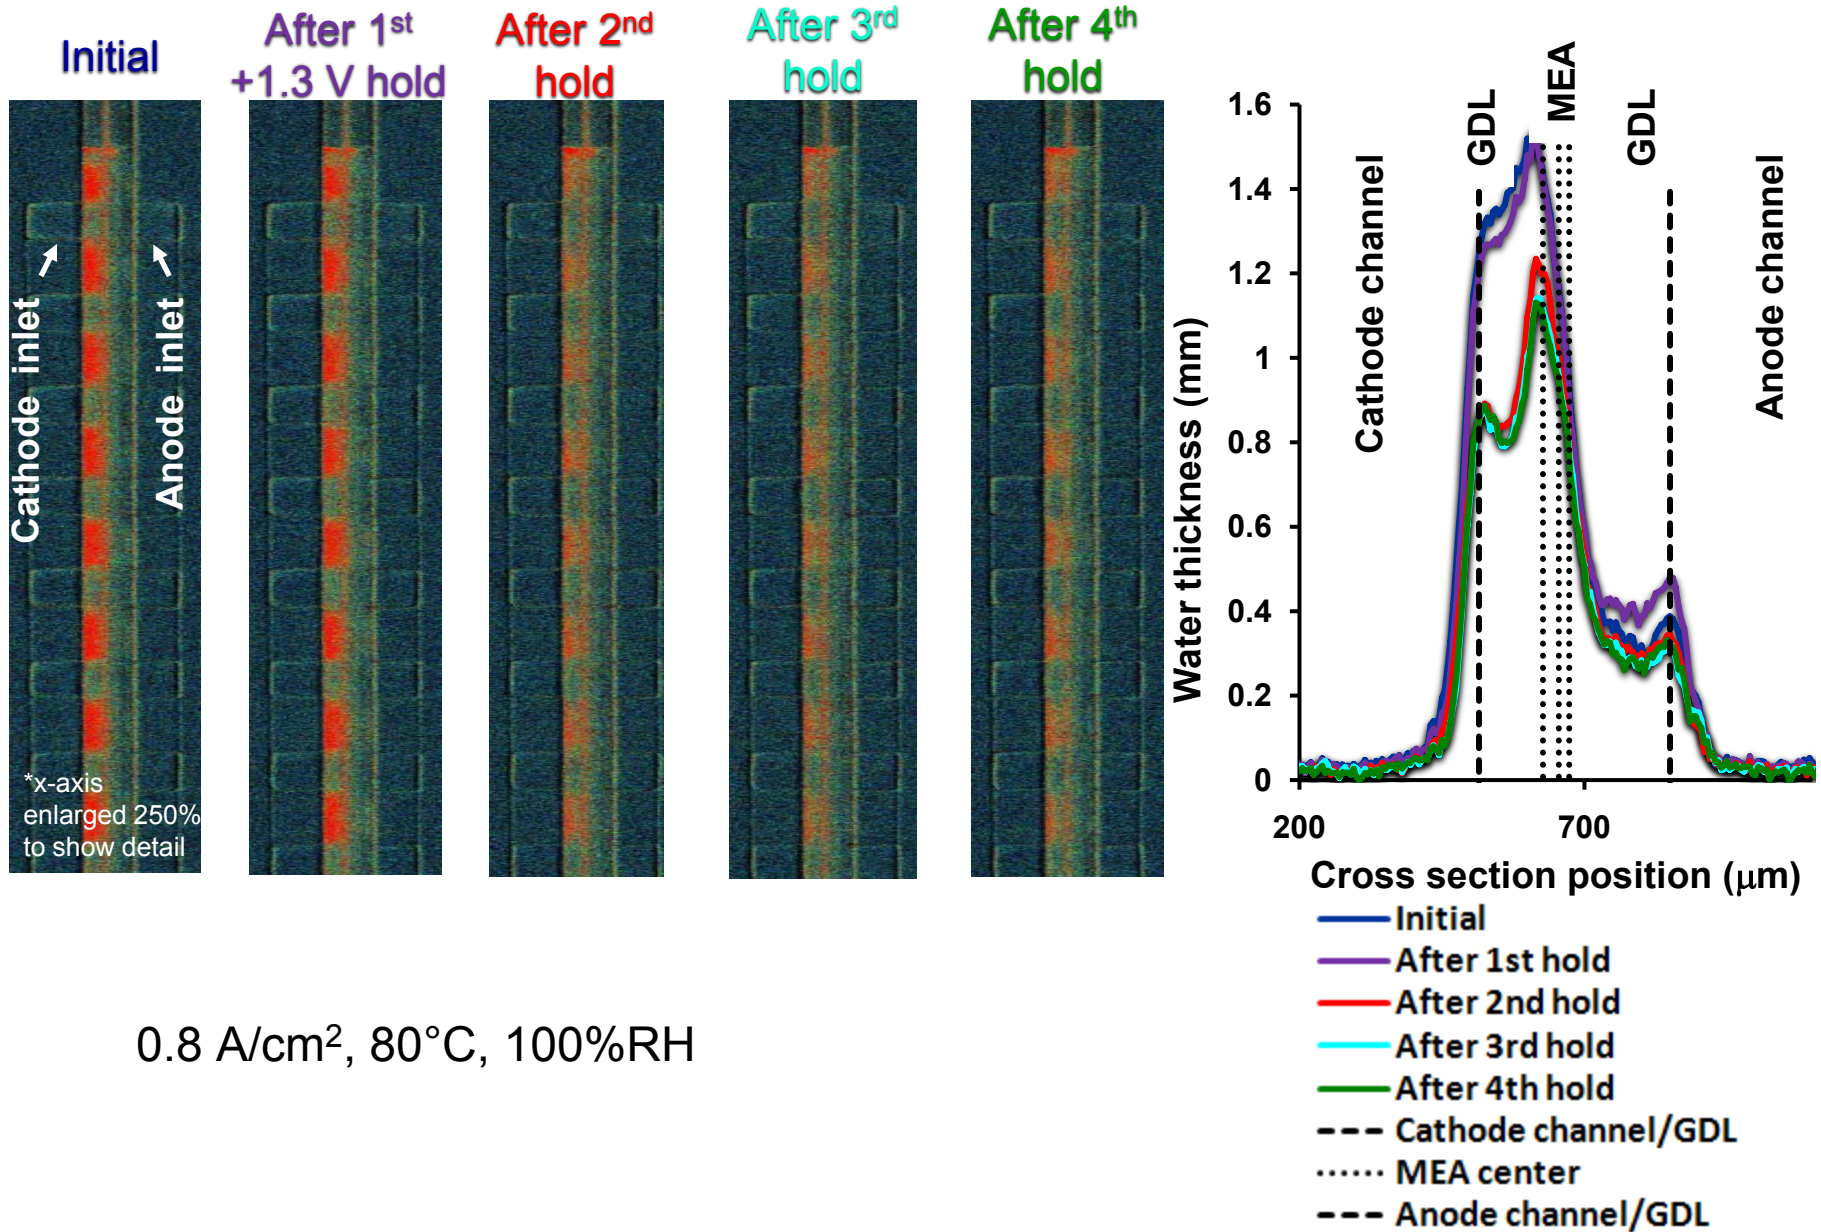 Initial
After 1st
+1.3 V hold
After 2nd
hold
After 3rd
hold
After 4th
hold
Cathode inlet
Anode inlet
*x-axis
enlarged 250%
to show detail
0.8 A/cm², 80°C, 100%RH
Cathode channel
GDL
MEA
GDL
Anode channel
Water thickness (mm)
1.6
1.4
1.2
1
0.8
0.6
0.4
0.2
0
200
700
Cross section position (μm)
Initial
After 1st hold
After 2nd hold
After 3rd hold
After 4th hold
Cathode channel/GDL
MEA center
Anode channel/GDL